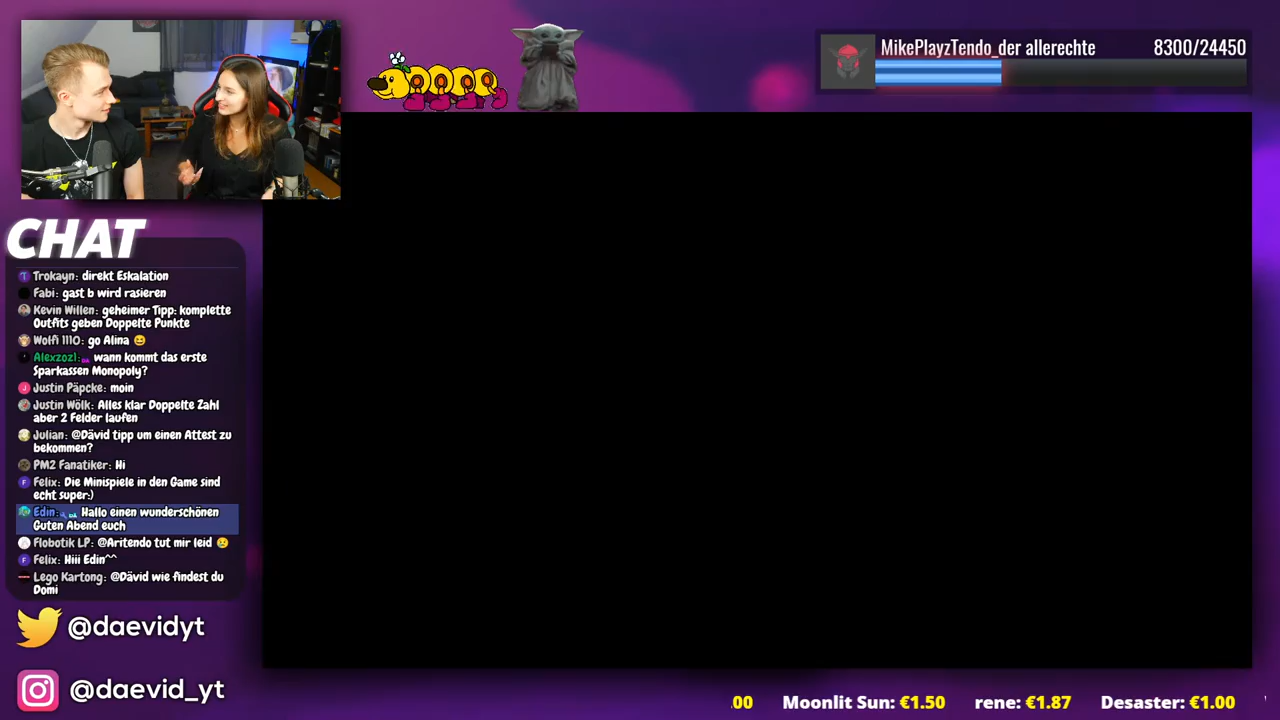 MikePlayzTendo_der allerechte 8300/24450
CHAT
Trokayn: direkt Eskalation
Fabi: gast b wird rasieren
Kevin Willen: geheimer Tipp: komplette
Outfits geben Doppelte Punkte
Wolfi 1110: go Alina 😄
Alexzozl: wann kommt das erste
Sparkassen Monopoly?
Justin Päpcke: moin
Justin Wölk: Alles klar Doppelte Zahl
aber 2 Felder laufen
Julian: @Dävid tipp um einen Attest zu
bekommen?
PM2 Fanatiker: Hi
Felix: Die Minispiele in den Game sind
echt super:)
Edin: Hallo einen wunderschönen
Guten Abend euch
Flobotik LP: @Aritendo tut mir leid 😢
Felix: Hiii Edin^^
Lego Kartong: @Dävid wie findest du
Domi
@daevidyt
@daevid_yt
.00 Moonlit Sun: €1.50 rene: €1.87 Desaster: €1.00